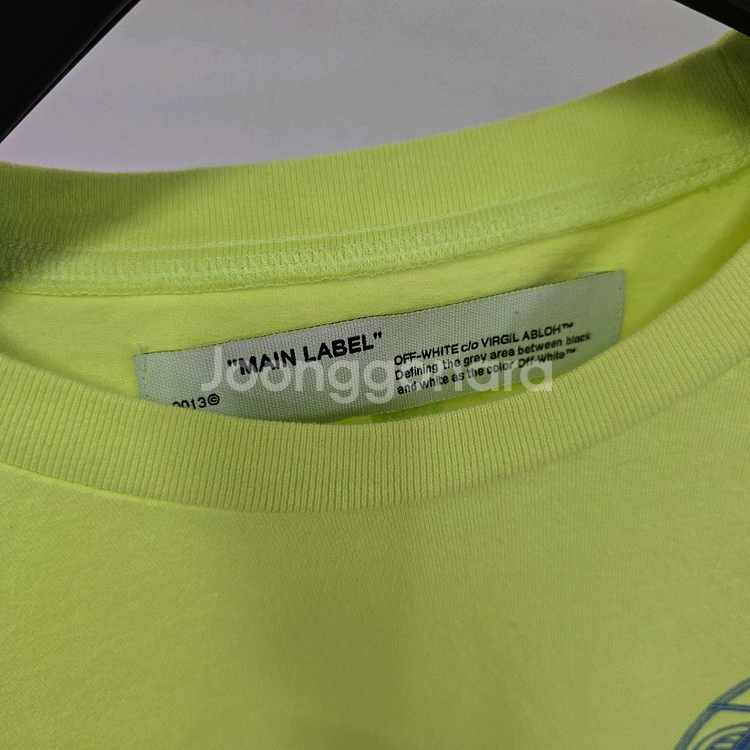 "MAIN LABEL"
OFF-WHITE c/o VIRGIL ABLOH™
Defining the grey area between black
and white as the color Off-White™
0013©
Joonggonara